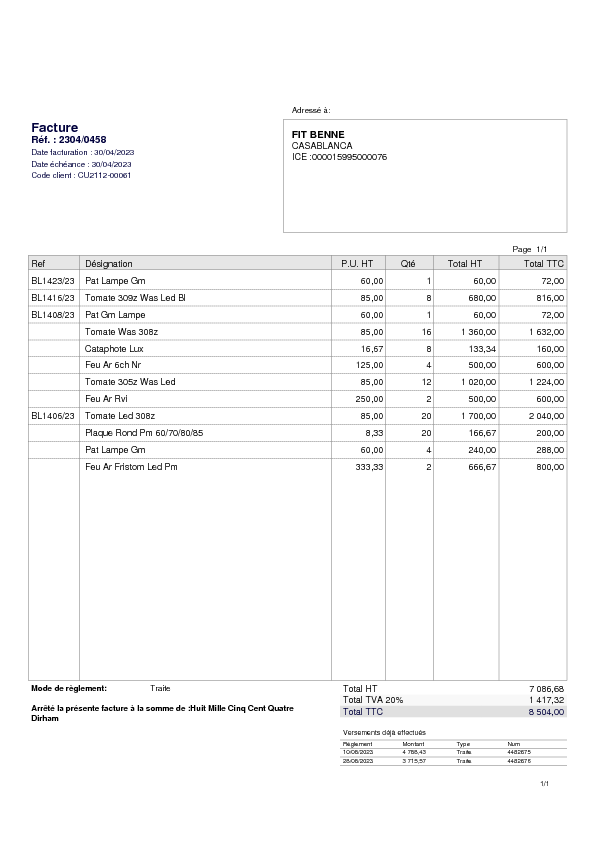 Adressé à:
Facture
Réf. : 2304/0458
Date facturation : 30/04/2023
Date échéance : 30/04/2023
Code client : CU2112-00061
FIT BENNE
CASABLANCA
ICE :000015995000076
Page 1/1
Ref Désignation P.U. HT Qté Total HT Total TTC
BL1423/23 Pat Lampe Gm 60,00 1 60,00 72,00
BL1416/23 Tomate 309z Was Led Bl 85,00 8 680,00 816,00
BL1408/23 Pat Gm Lampe 60,00 1 60,00 72,00
Tomate Was 308z 85,00 16 1 360,00 1 632,00
Cataphote Lux 16,67 8 133,34 160,00
Feu Ar 6ch Nr 125,00 4 500,00 600,00
Tomate 305z Was Led 85,00 12 1 020,00 1 224,00
Feu Ar Rvi 250,00 2 500,00 600,00
BL1406/23 Tomate Led 308z 85,00 20 1 700,00 2 040,00
Plaque Rond Pm 60/70/80/85 8,33 20 166,67 200,00
Pat Lampe Gm 60,00 4 240,00 288,00
Feu Ar Fristom Led Pm 333,33 2 666,67 800,00
Mode de règlement: Traite
Total HT 7 086,68
Total TVA 20% 1 417,32
Total TTC 8 504,00
Arrêté la présente facture à la somme de :Huit Mille Cinq Cent Quatre
Dirham
Versements déjà effectués
Règlement Montant Type Num
10/08/2023 4 788,43 Traite 4482675
28/08/2023 3 715,57 Traite 4482676
1/1